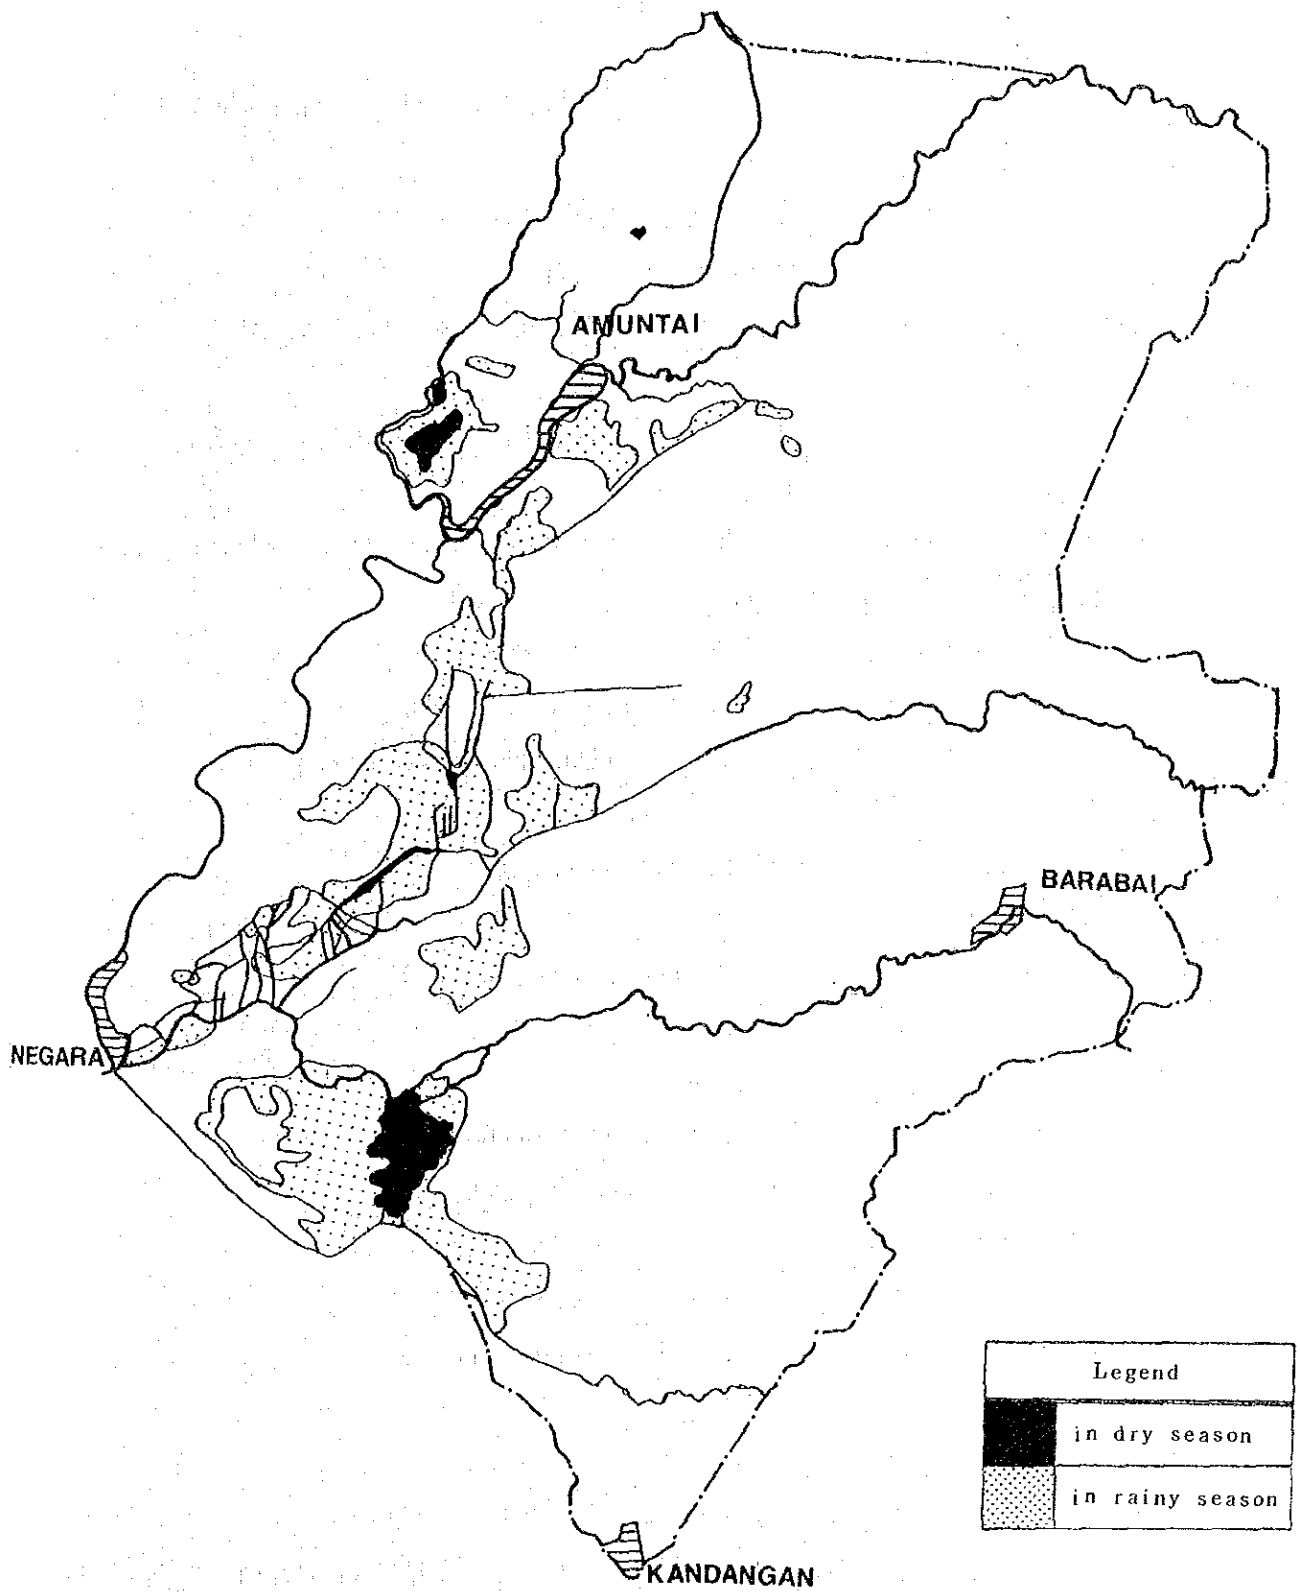 AMUNTAI
BARABAI
NEGARA
Legend
in dry season
in rainy season
KANDANGAN